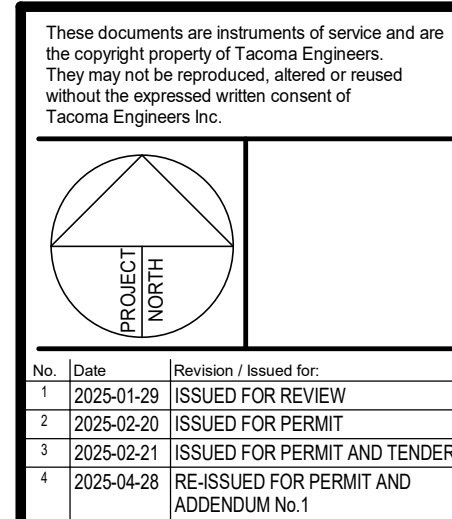 These documents are instruments of service and are
the copyright property of Tacoma Engineers.
They may not be reproduced, altered or reused
without the expressed written consent of
Tacoma Engineers Inc.
PROJECT
NORTH
No. Date Revision / Issued for:
1 2025-01-29 ISSUED FOR REVIEW
2 2025-02-20 ISSUED FOR PERMIT
3 2025-02-21 ISSUED FOR PERMIT AND TENDER
4 2025-04-28 RE-ISSUED FOR PERMIT AND
ADDENDUM No.1